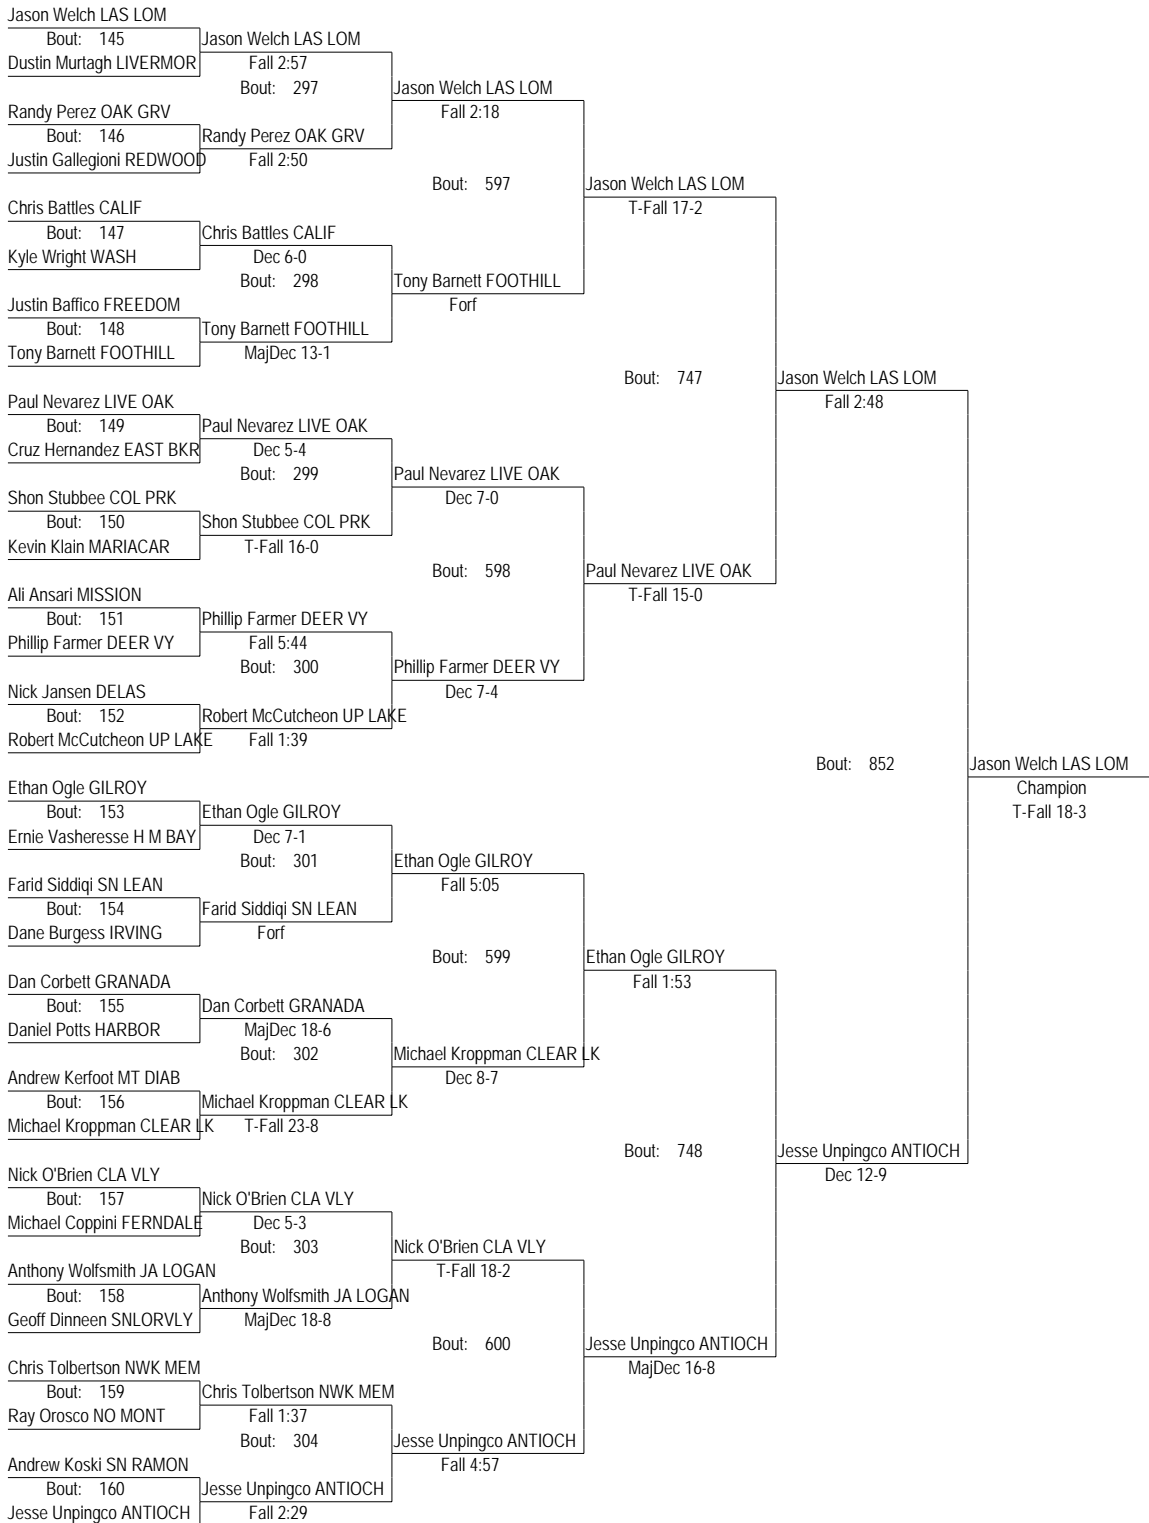 Jason Welch LAS LOM
Bout: 145
Jason Welch LAS LOM
Dustin Murtagh LIVERMOR
Fall 2:57
Bout: 297
Jason Welch LAS LOM
Randy Perez OAK GRV
Fall 2:18
Bout: 146
Randy Perez OAK GRV
Justin Gallegioni REDWOOD
Fall 2:50
Bout: 597
Jason Welch LAS LOM
Chris Battles CALIF
T-Fall 17-2
Bout: 147
Chris Battles CALIF
Kyle Wright WASH
Dec 6-0
Bout: 298
Tony Barnett FOOTHILL
Justin Baffico FREEDOM
Forf
Bout: 148
Tony Barnett FOOTHILL
Tony Barnett FOOTHILL
MajDec 13-1
Bout: 747
Jason Welch LAS LOM
Paul Nevarez LIVE OAK
Fall 2:48
Bout: 149
Paul Nevarez LIVE OAK
Cruz Hernandez EAST BKR
Dec 5-4
Bout: 299
Paul Nevarez LIVE OAK
Shon Stubbee COL PRK
Dec 7-0
Bout: 150
Shon Stubbee COL PRK
Kevin Klain MARIACAR
T-Fall 16-0
Bout: 598
Paul Nevarez LIVE OAK
Ali Ansari MISSION
T-Fall 15-0
Bout: 151
Phillip Farmer DEER VY
Phillip Farmer DEER VY
Fall 5:44
Bout: 300
Phillip Farmer DEER VY
Nick Jansen DELAS
Dec 7-4
Bout: 152
Robert McCutcheon UP LAKE
Robert McCutcheon UP LAKE
Fall 1:39
Bout: 852
Jason Welch LAS LOM
Ethan Ogle GILROY
Champion
Bout: 153
Ethan Ogle GILROY
T-Fall 18-3
Ernie Vasheresse H M BAY
Dec 7-1
Bout: 301
Ethan Ogle GILROY
Farid Siddiqi SN LEAN
Fall 5:05
Bout: 154
Farid Siddiqi SN LEAN
Dane Burgess IRVING
Forf
Bout: 599
Ethan Ogle GILROY
Dan Corbett GRANADA
Fall 1:53
Bout: 155
Dan Corbett GRANADA
Daniel Potts HARBOR
MajDec 18-6
Bout: 302
Michael Kroppman CLEAR LK
Andrew Kerfoot MT DIAB
Dec 8-7
Bout: 156
Michael Kroppman CLEAR LK
Michael Kroppman CLEAR LK
T-Fall 23-8
Bout: 748
Jesse Unpingco ANTIOCH
Nick O'Brien CLA VLY
Dec 12-9
Bout: 157
Nick O'Brien CLA VLY
Michael Coppini FERNDALE
Dec 5-3
Bout: 303
Nick O'Brien CLA VLY
Anthony Wolfsmith JA LOGAN
T-Fall 18-2
Bout: 158
Anthony Wolfsmith JA LOGAN
Geoff Dinneen SNLORVLY
MajDec 18-8
Bout: 600
Jesse Unpingco ANTIOCH
Chris Tolbertson NWK MEM
MajDec 16-8
Bout: 159
Chris Tolbertson NWK MEM
Ray Orosco NO MONT
Fall 1:37
Bout: 304
Jesse Unpingco ANTIOCH
Andrew Koski SN RAMON
Fall 4:57
Bout: 160
Jesse Unpingco ANTIOCH
Jesse Unpingco ANTIOCH
Fall 2:29